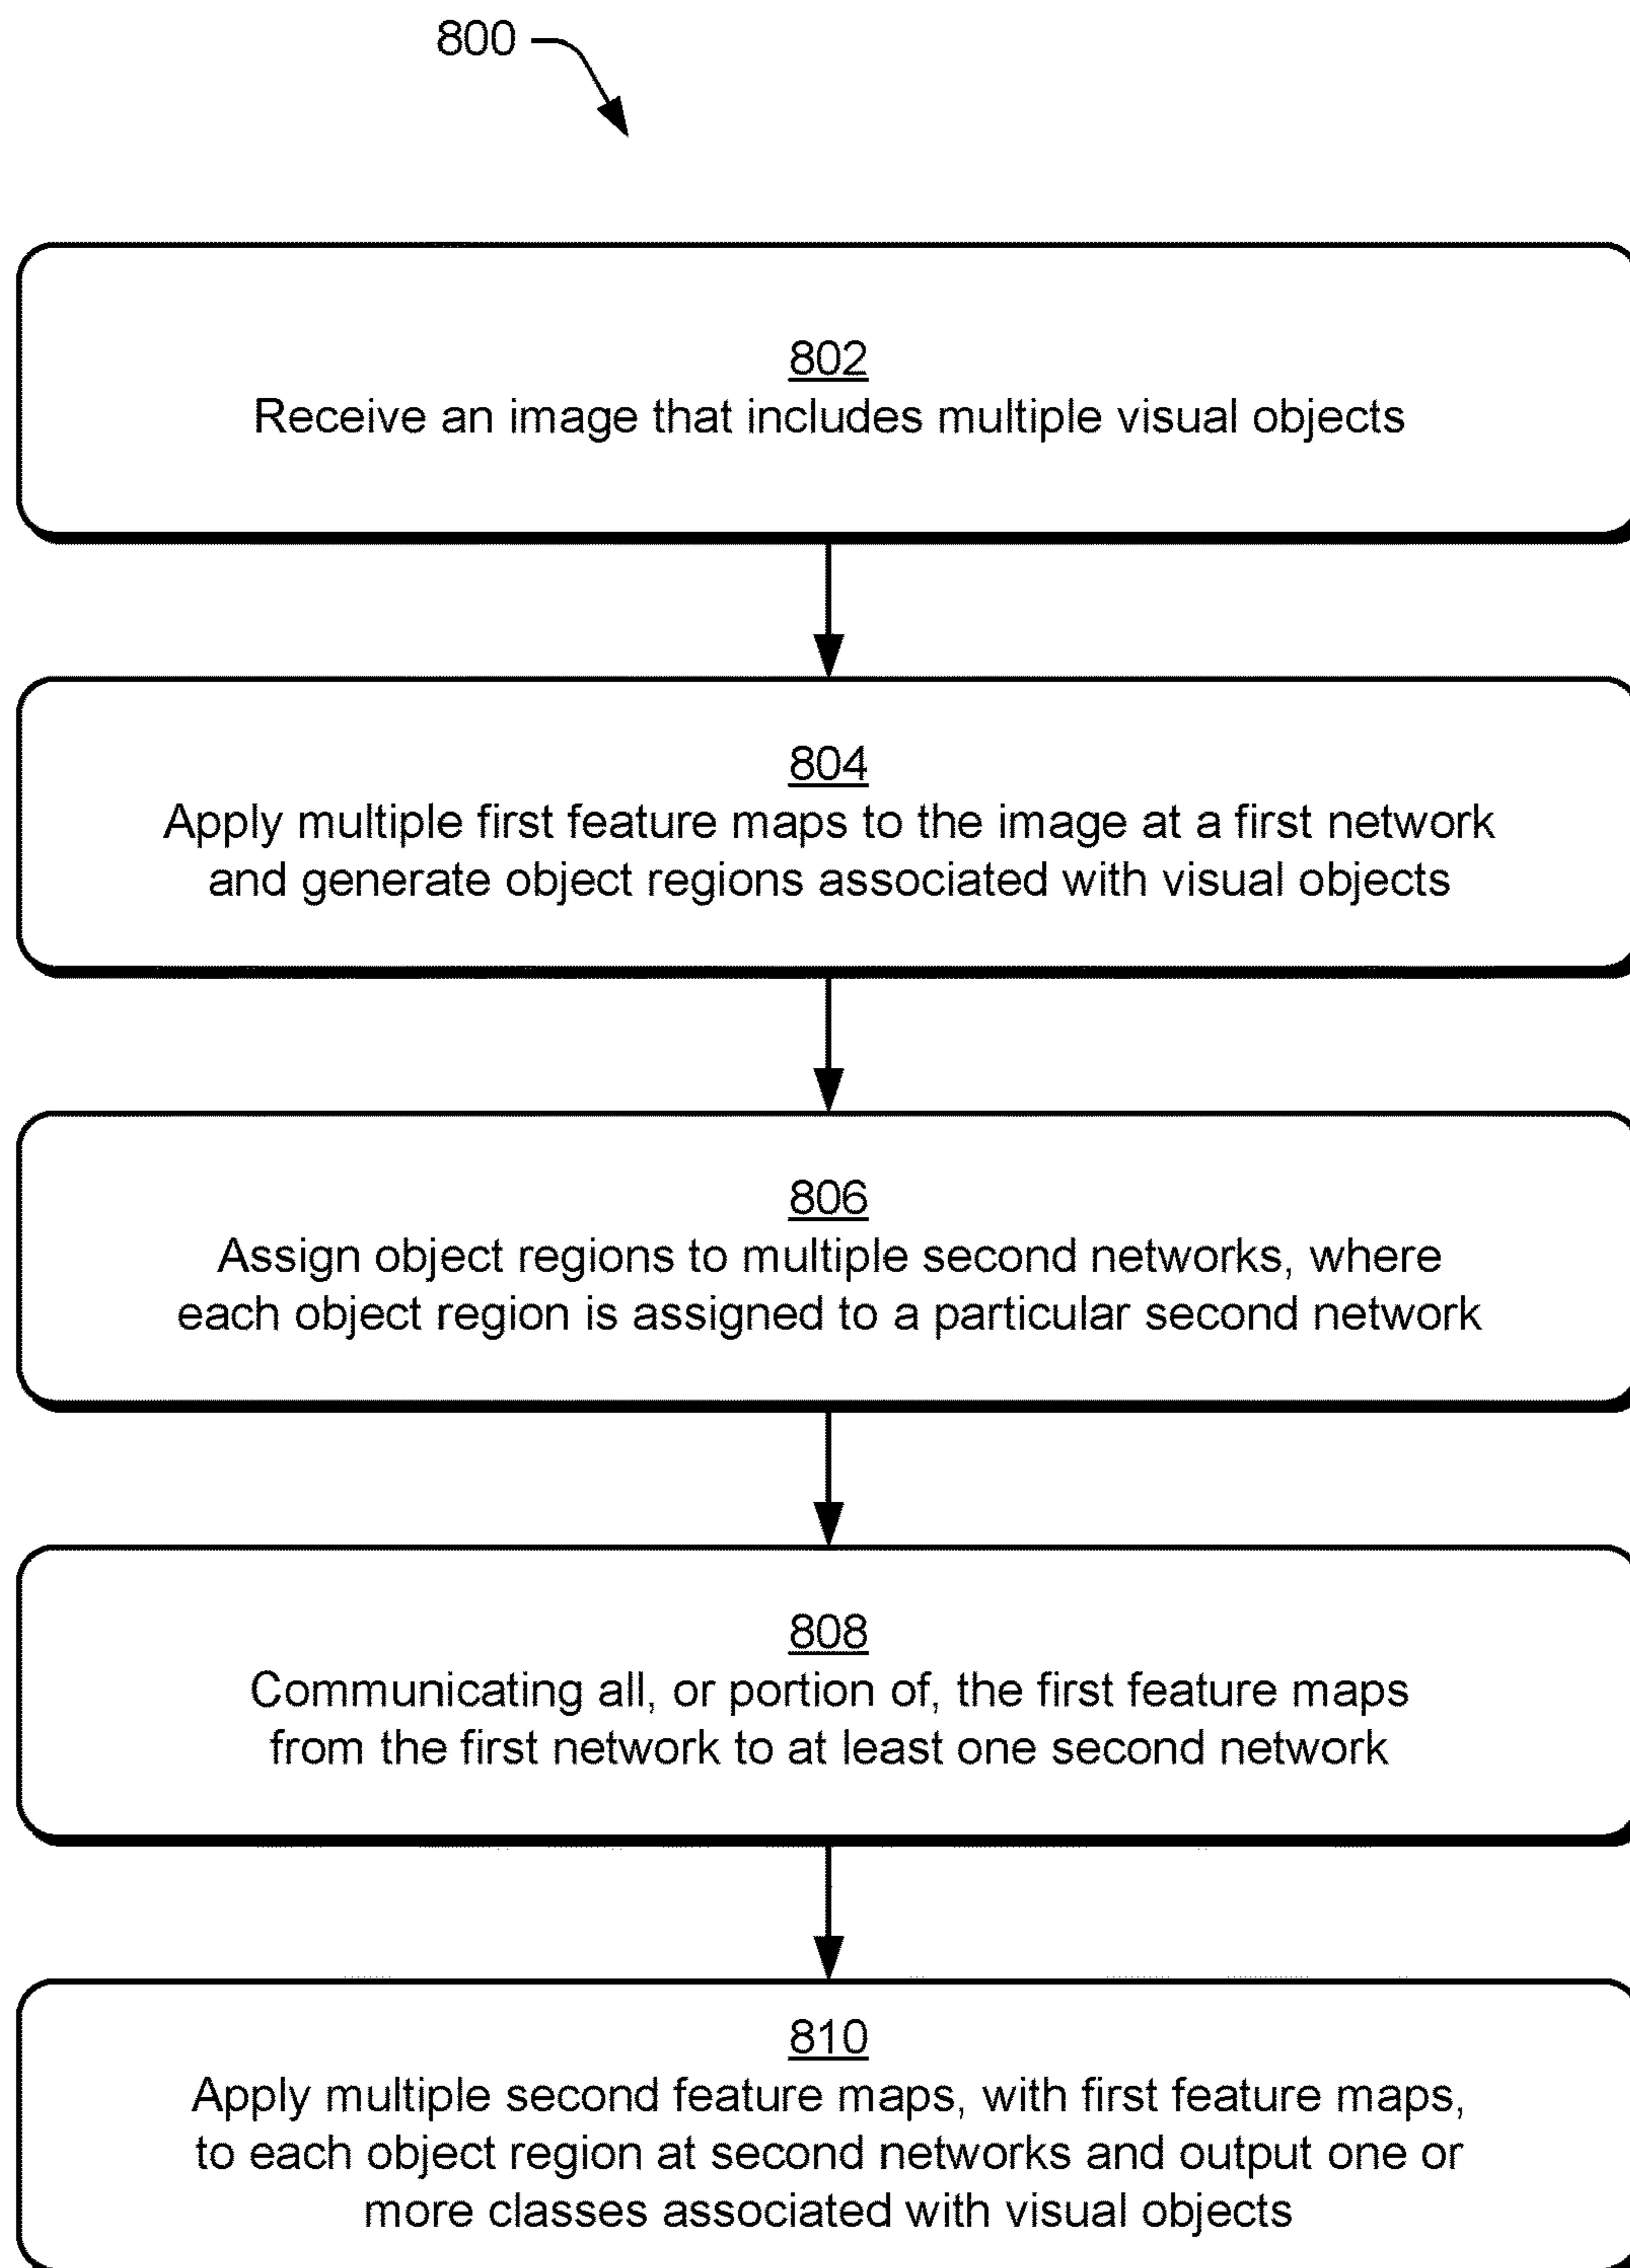 800
802
Receive an image that includes multiple visual objects
804
Apply multiple first feature maps to the image at a first network
and generate object regions associated with visual objects
806
Assign object regions to multiple second networks, where
each object region is assigned to a particular second network
808
Communicating all, or portion of, the first feature maps
from the first network to at least one second network
810
Apply multiple second feature maps, with first feature maps,
to each object region at second networks and output one or
more classes associated with visual objects